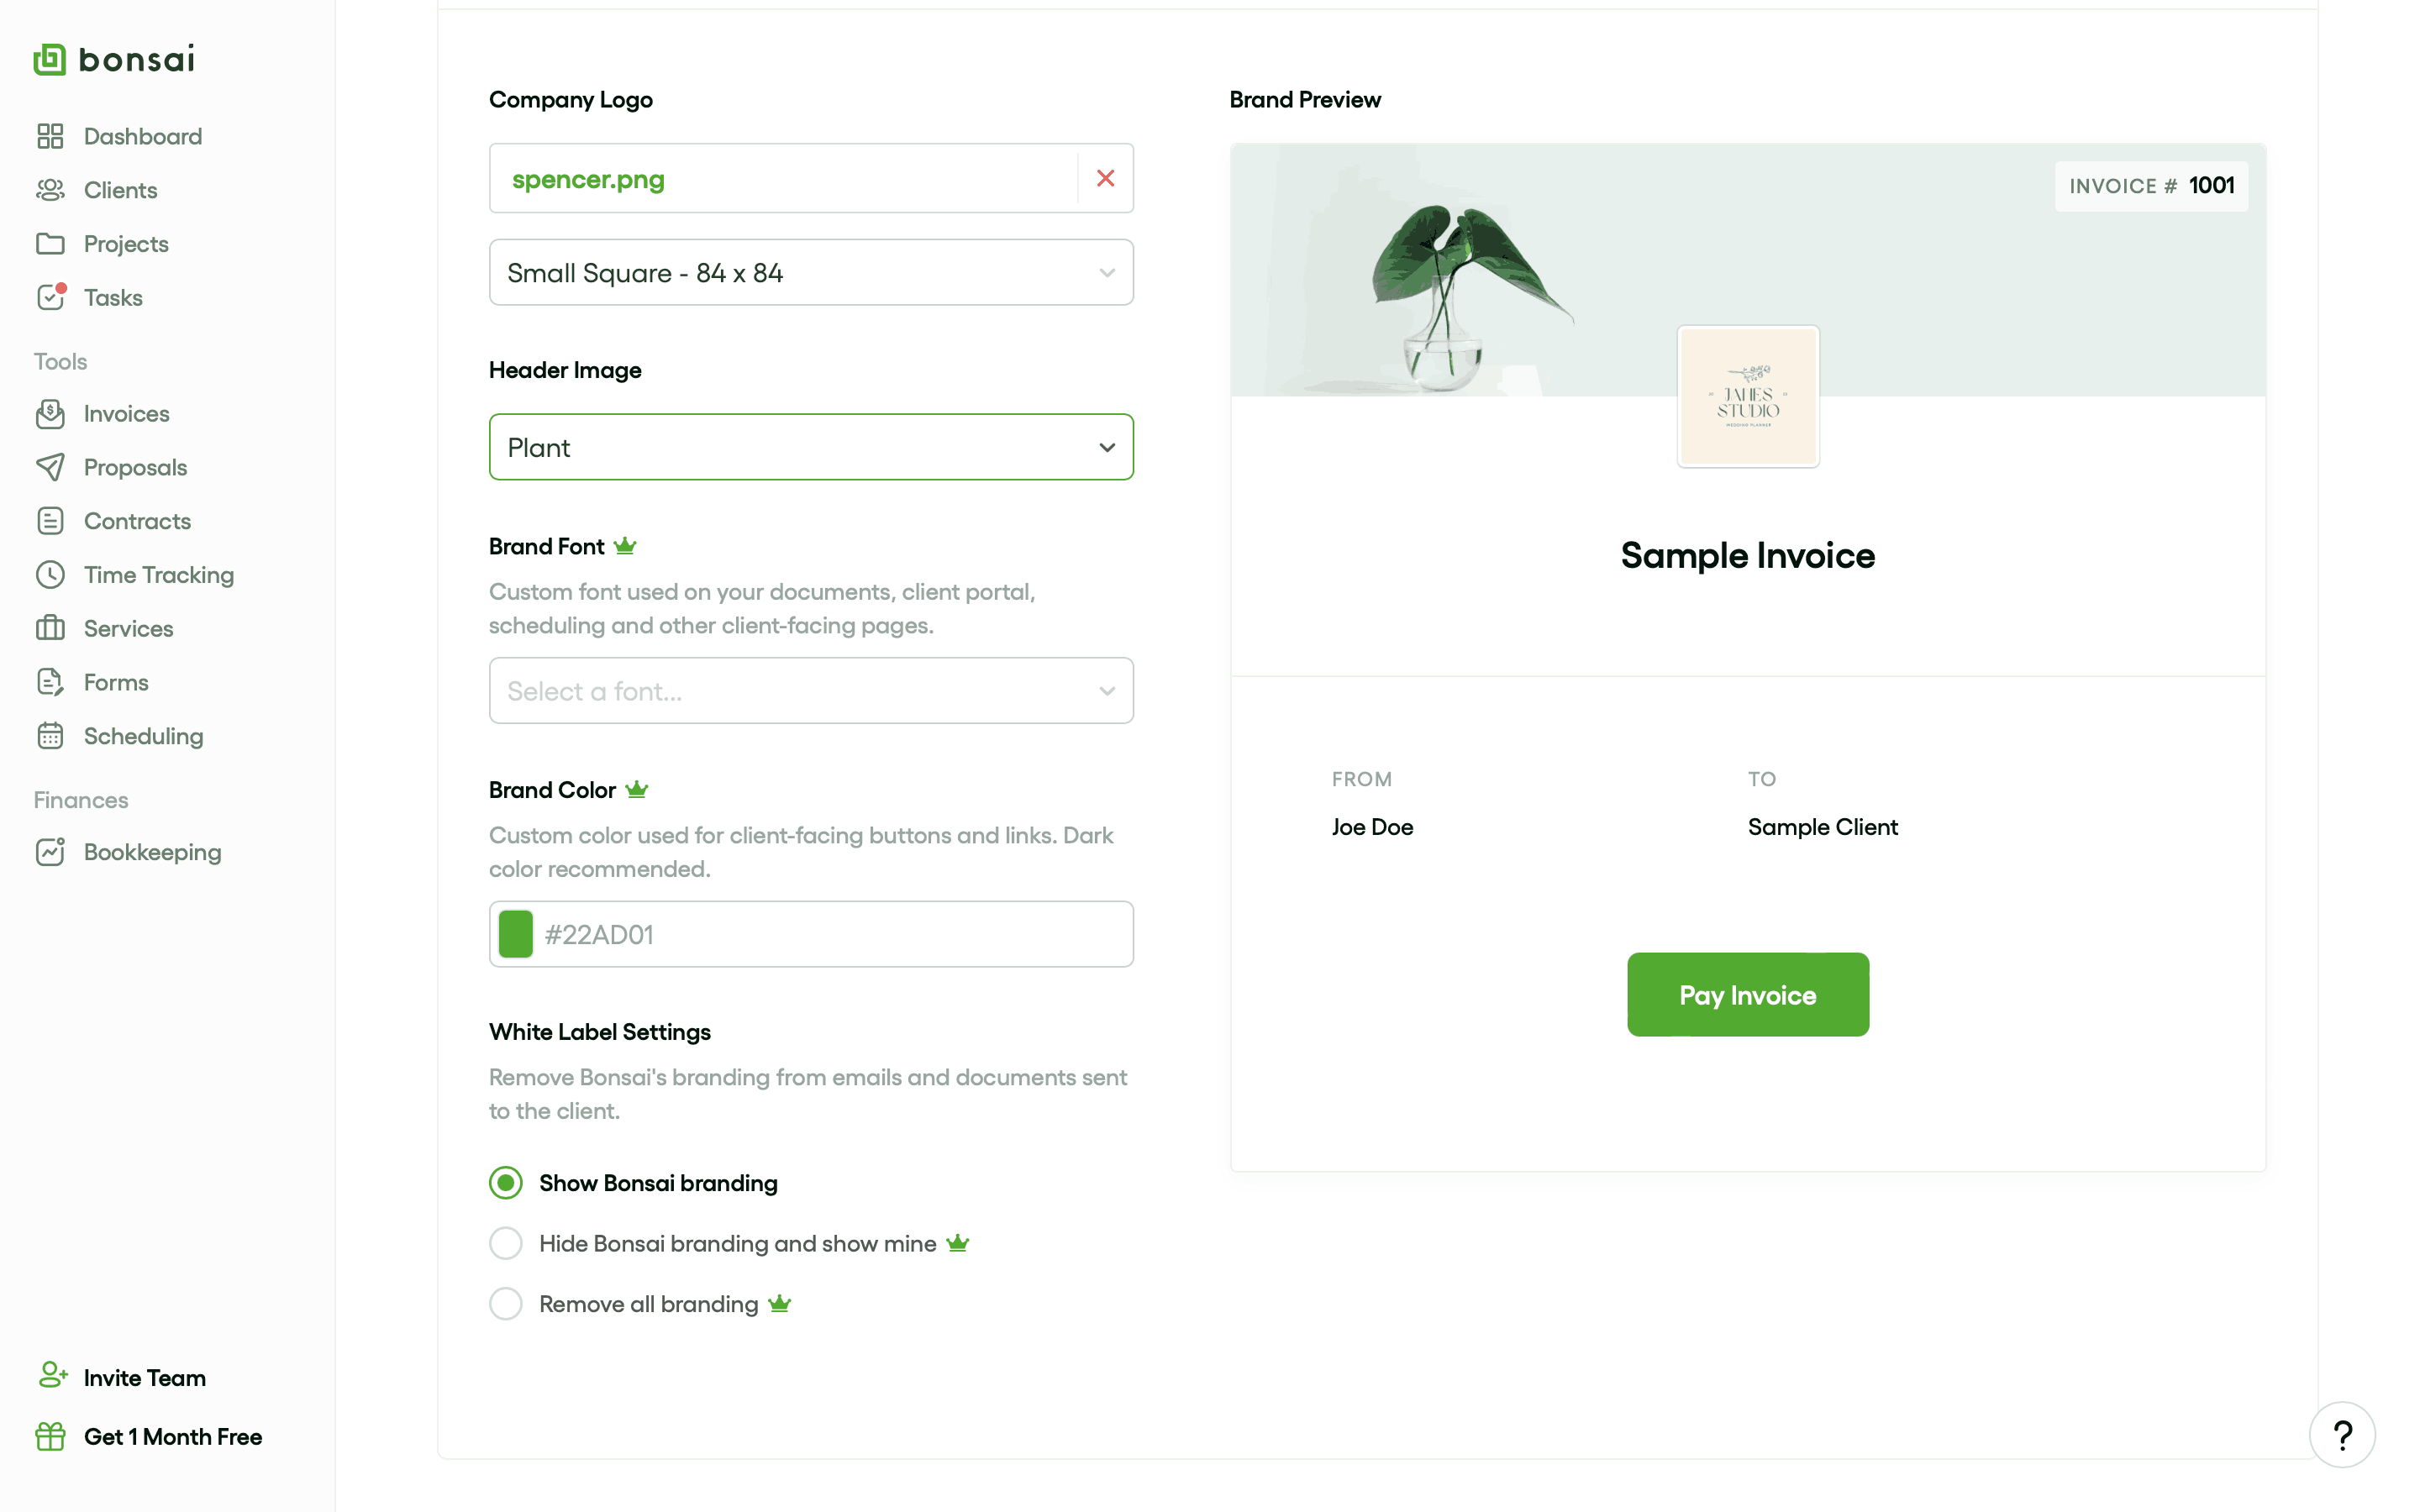 bonsai
Dashboard
Clients
Projects
Tasks
Tools
Invoices
Proposals
Contracts
Time Tracking
Services
Forms
Scheduling
Finances
Bookkeeping
Invite Team
Get 1 Month Free
Company Logo
spencer.png
Small Square - 84 x 84
Header Image
Plant
Brand Font
Custom font used on your documents, client portal,
scheduling and other client-facing pages.
Select a font...
Brand Color
Custom color used for client-facing buttons and links. Dark
color recommended.
#22AD01
White Label Settings
Remove Bonsai's branding from emails and documents sent
to the client.
Show Bonsai branding
Hide Bonsai branding and show mine
Remove all branding
Brand Preview
INVOICE # 1001
JAMES
STUDIO
WEDDING PLANNER
Sample Invoice
FROM
Joe Doe
TO
Sample Client
Pay Invoice
?